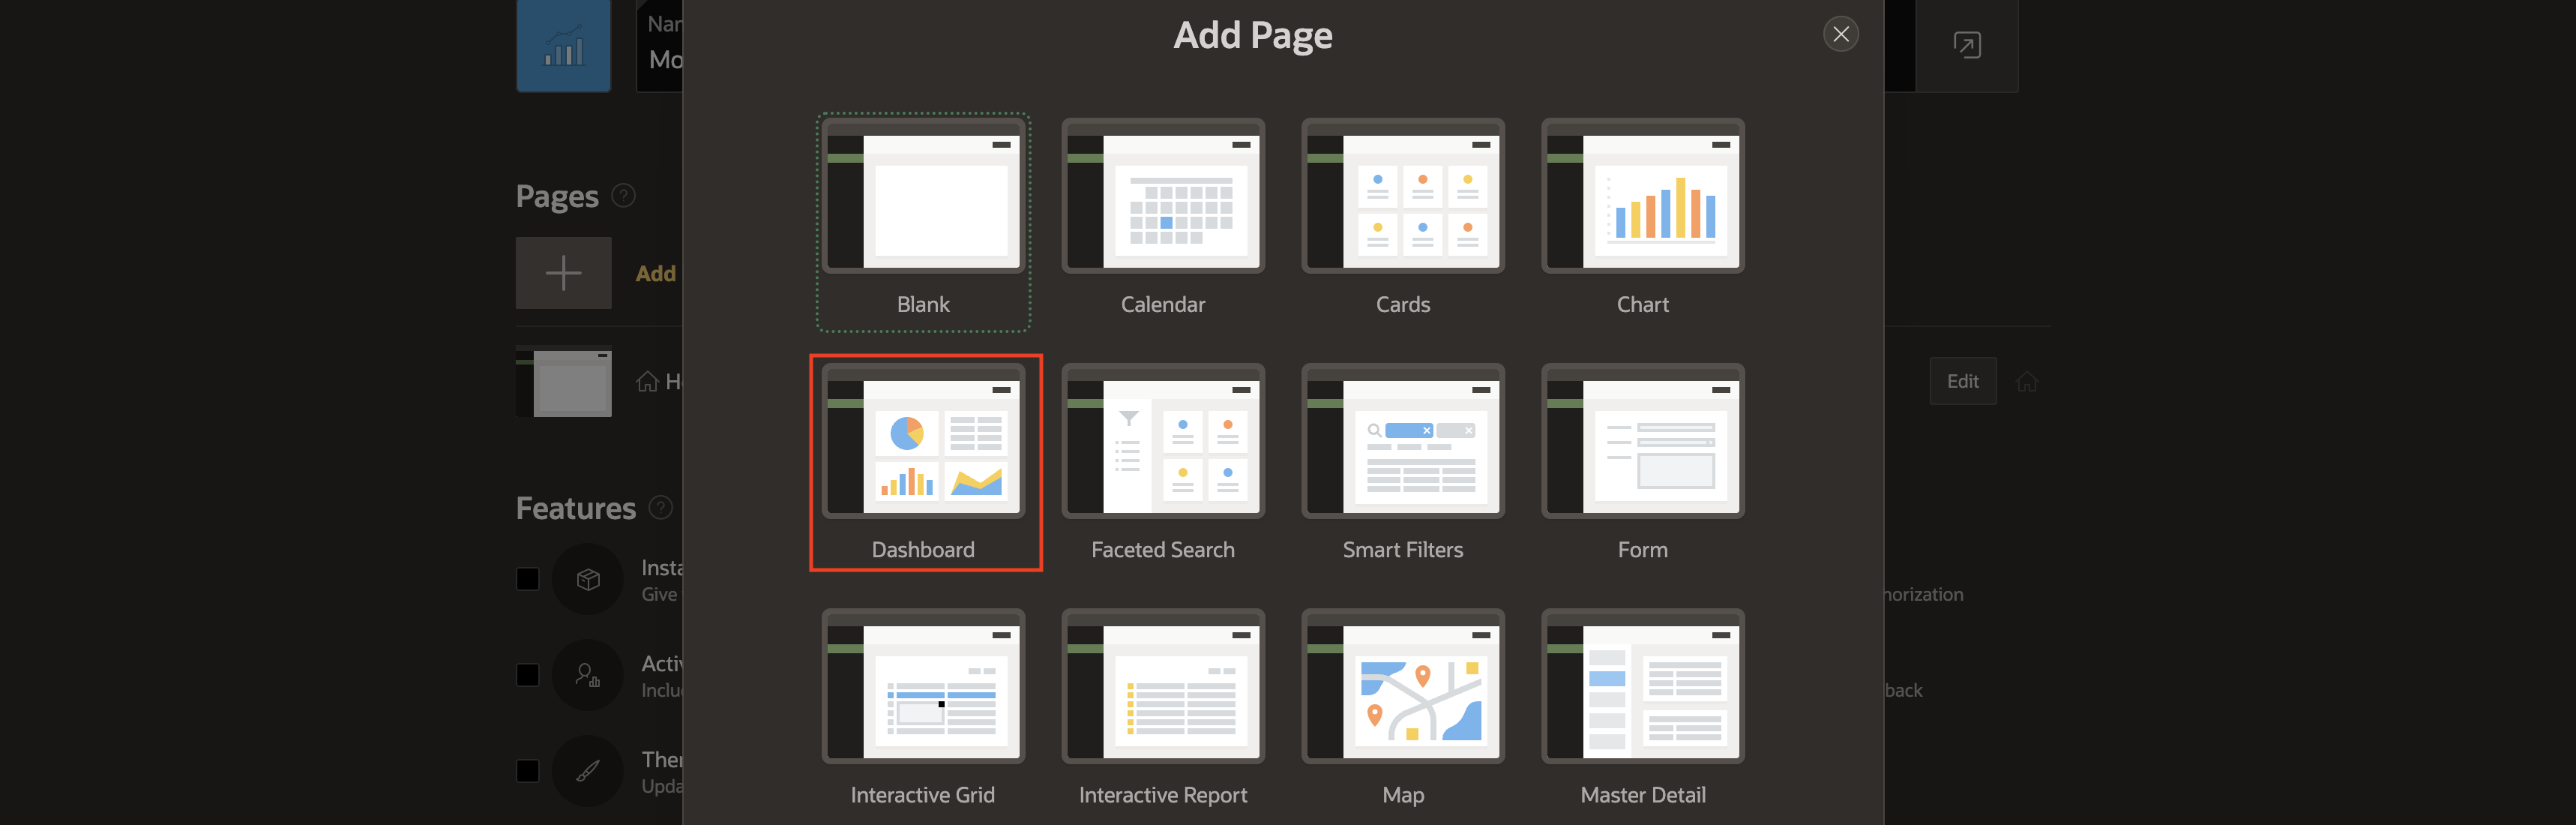 Add Page
Nar
Mo
Blank
Calendar
Cards
Chart
Pages
Add
Dashboard
Faceted Search
Smart Filters
Form
H
Edit
Features
Insta
Give
horization
Activ
Inclu
back
Ther
Upda
Interactive Grid
Interactive Report
Map
Master Detail